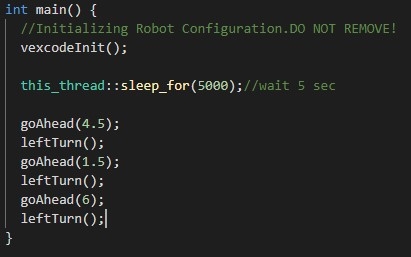 int main() {
//Initializing Robot Configuration.DO NOT REMOVE!
vexcodeInit();
this_thread::sleep_for(5000);//wait 5 sec
goAhead(4.5);
leftTurn();
goAhead(1.5);
leftTurn();
goAhead(6);
leftTurn();
}